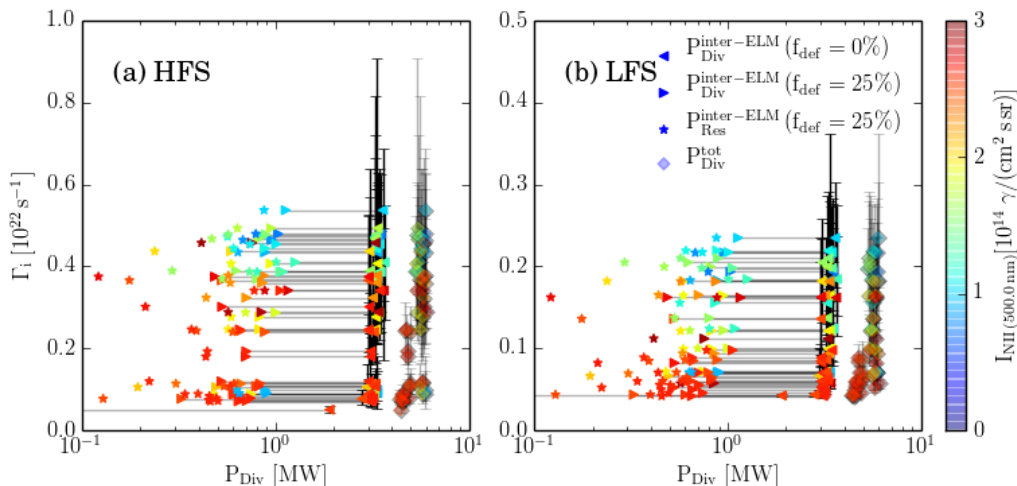 (a) HFS
1.0
0.8
0.6
0.4
0.2
0.0
Γi [10^22 s^−1]
10^−1
10^0
10^1
P_Div [MW]
(b) LFS
0.5
0.4
0.3
0.2
0.1
0.0
P_Div^inter−ELM (f_def = 0%)
P_Div^inter−ELM (f_def = 25%)
P_Res^inter−ELM (f_def = 25%)
P_Div^tot
10^−1
10^0
10^1
P_Div [MW]
3
2
1
0
I_NII (500.0 nm) [10^14 γ/(cm^2 s sr)]